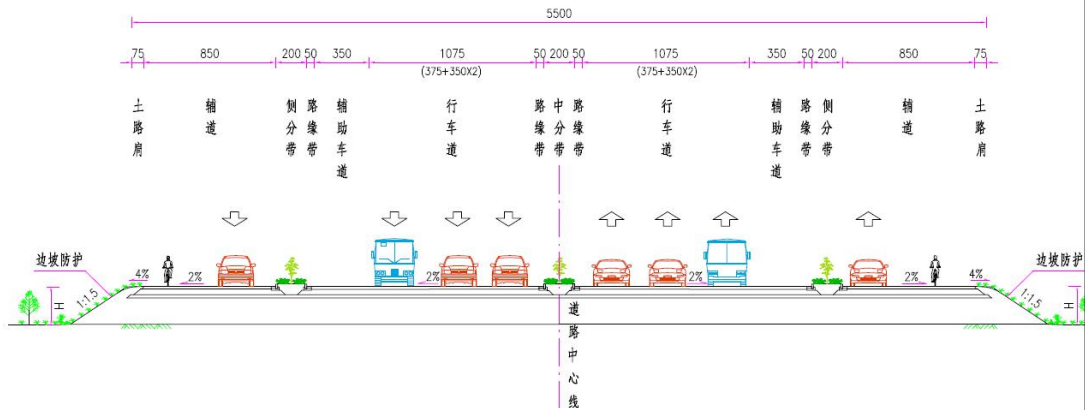 5500
75 850 200 50 350 1075 50 200 50 1075 350 50 200 850 75
(375+350X2) (375+350X2)
土路肩 辅道 侧分带 路缘带 辅助车道 行车道 路缘带 中分带 路缘带 行车道 辅助车道 路缘带 侧分带 辅道 土路肩
边坡防护 边坡防护
4% 2% 2% 2% 2% 4%
H 1:1.5 1:1.5 H
道路中心线